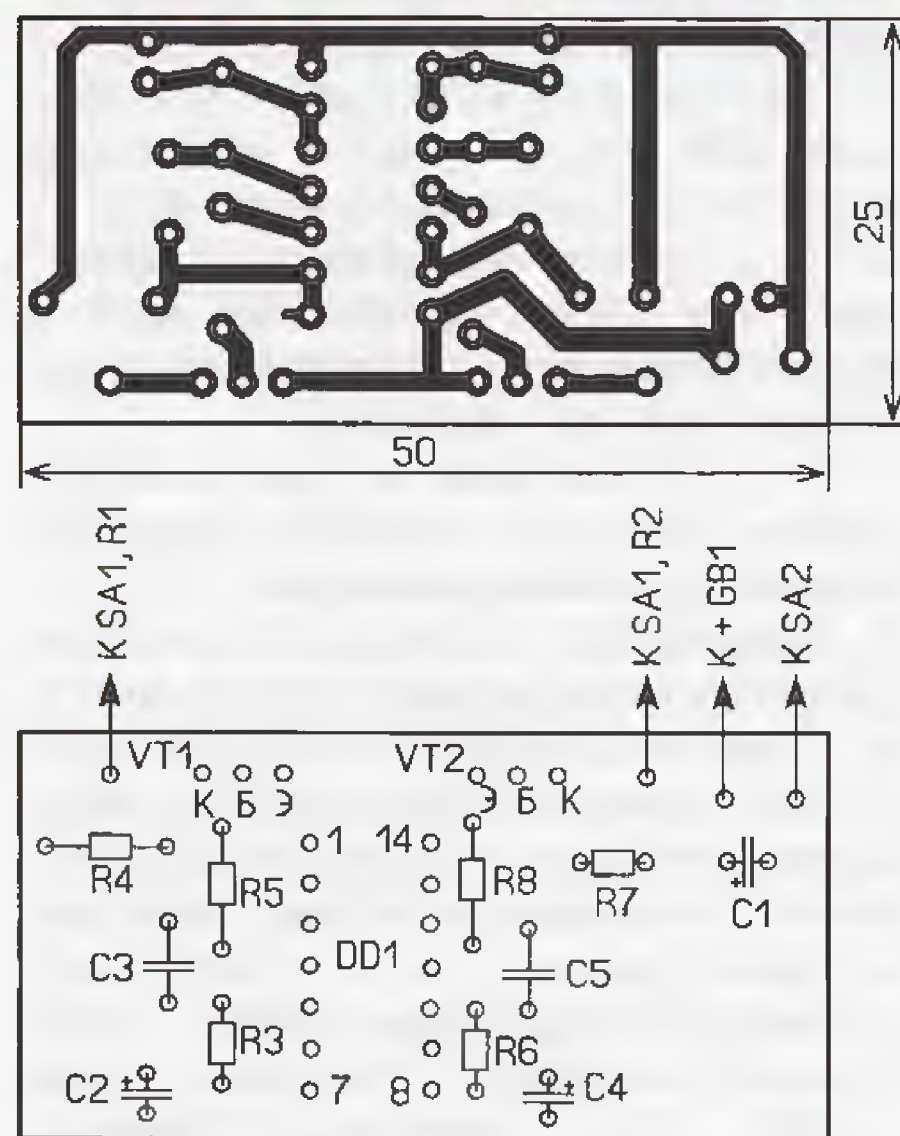 25
50
К SA1, R1
К SA1, R2
К + GB1
К SA2
VT1
К Б Э
VT2
Э Б К
R4
R5
1 14
R8
R7
C1
C3
DD1
C5
R3
R6
C2 +
7 8
+ C4
+